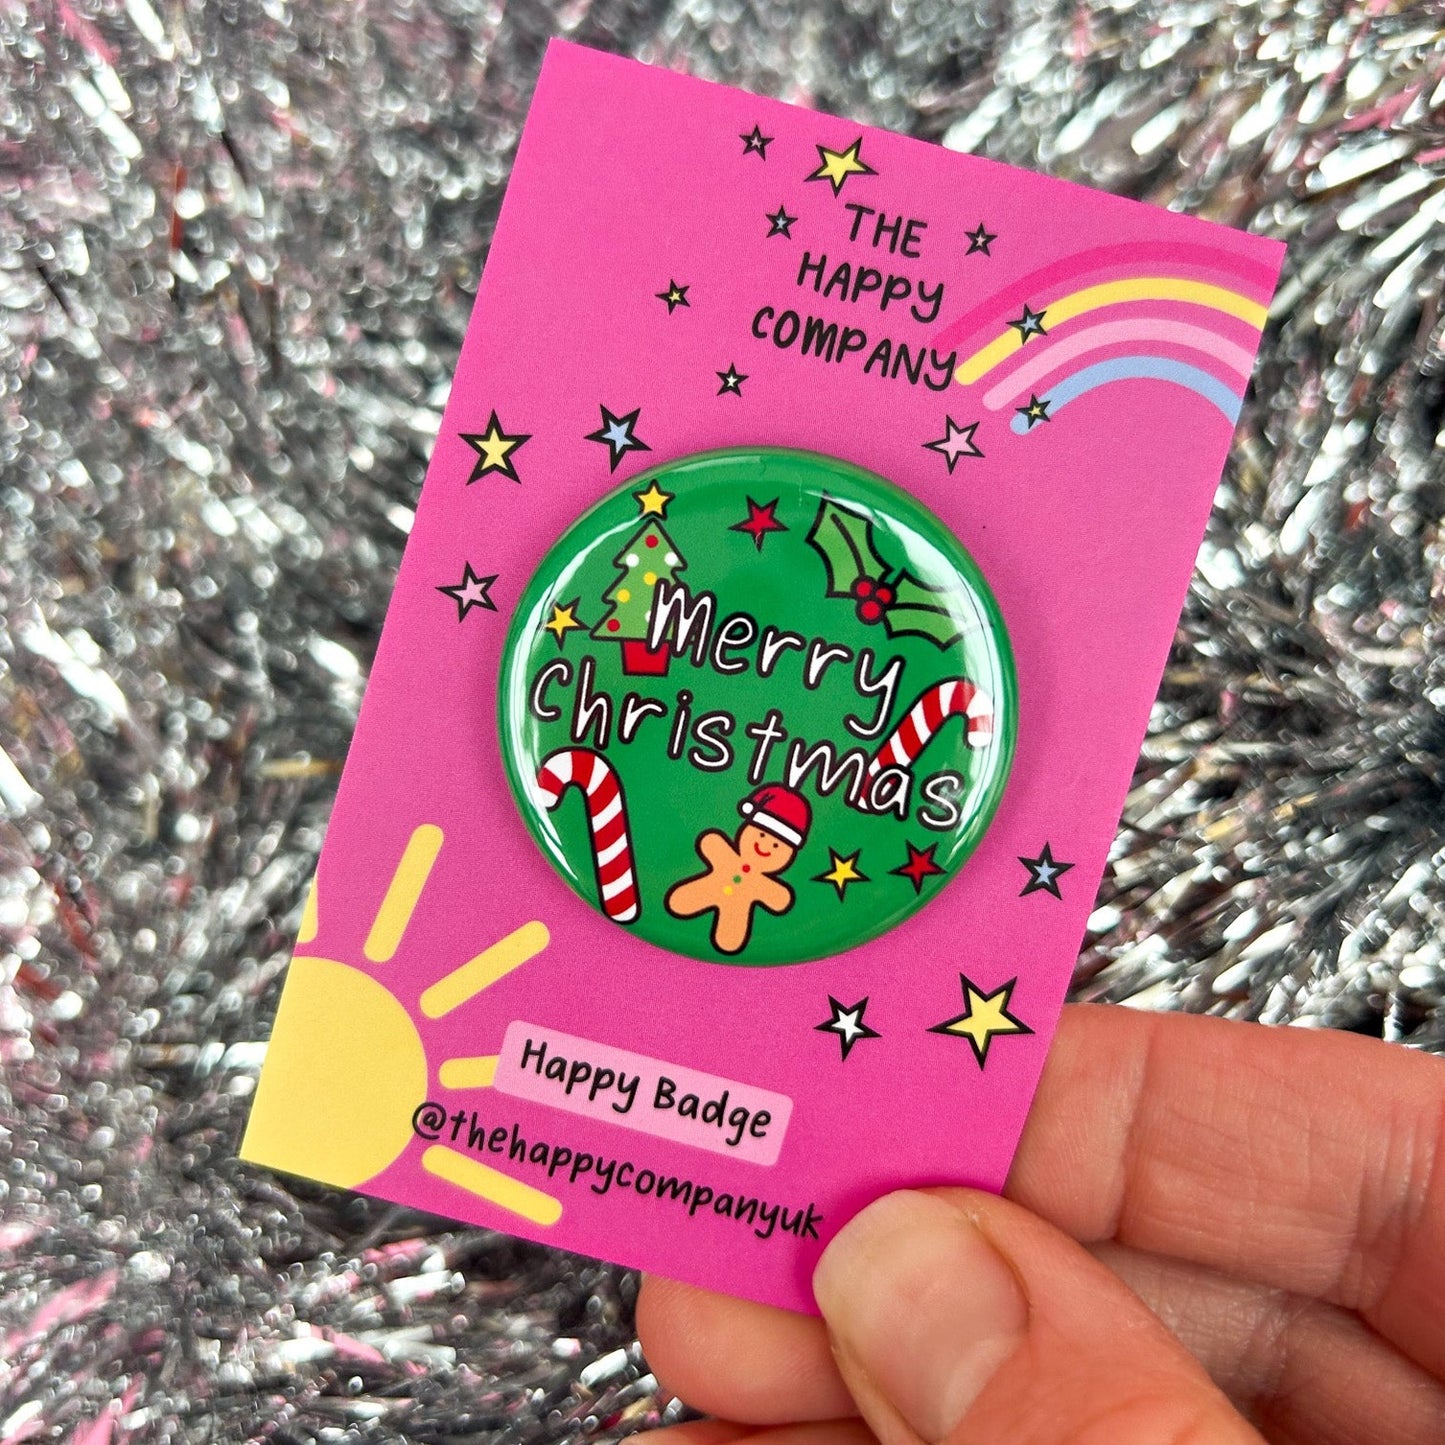 THE
HAPPY
COMPANY
Merry
Christmas
Happy Badge
@thehappycompanyuk